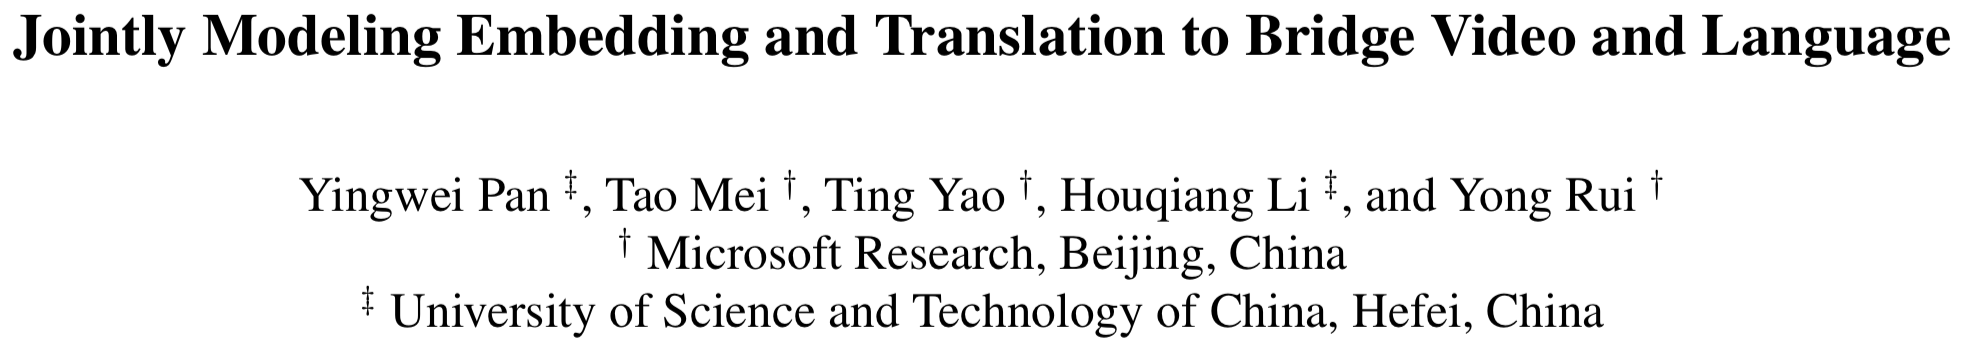 Jointly Modeling Embedding and Translation to Bridge Video and Language
Yingwei Pan ‡, Tao Mei †, Ting Yao †, Houqiang Li ‡, and Yong Rui †
† Microsoft Research, Beijing, China
‡ University of Science and Technology of China, Hefei, China